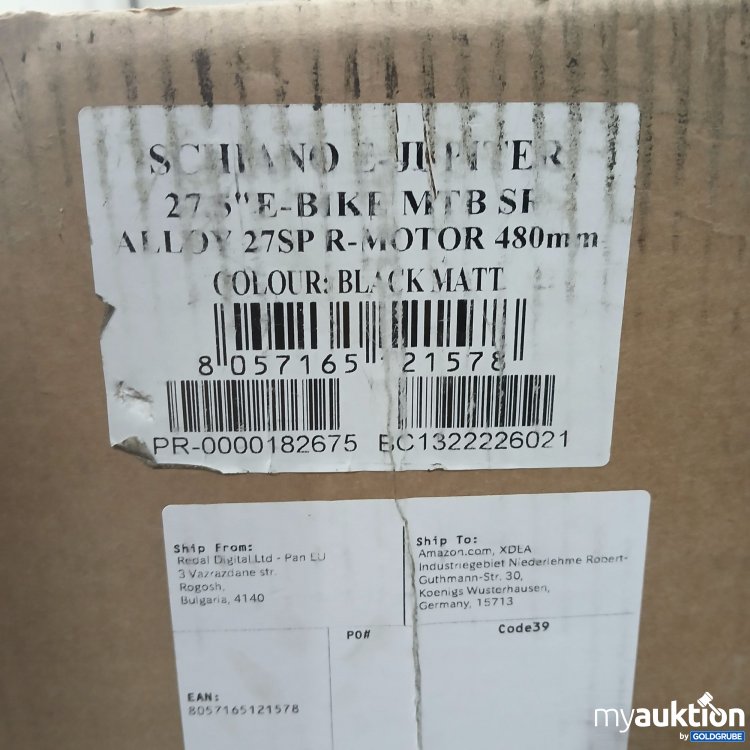 SCHIANO E-JUPITER
27.5" E-BIKE MTB SF
ALLOY 27SP R-MOTOR 480mm
COLOUR: BLACK MATT
8 057165 121578
PR-0000182675 BC1322226021
Ship From:
Redal Digital Ltd - Pan EU
3 Vazrazdane str.
Rogosh,
Bulgaria, 4140
Ship To:
Amazon.com, XDEA
Industriegebiet Niederlehme Robert-
Guthmann-Str. 30,
Koenigs Wusterhausen,
Germany, 15713
PO#
Code39
EAN:
8057165121578
myauktion
by GOLDGRUBE